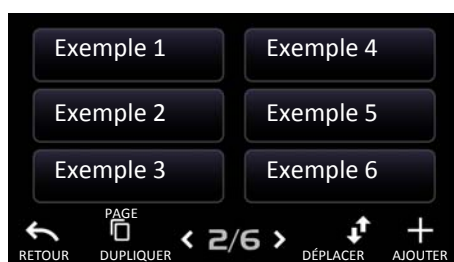 Exemple 1
Exemple 4
Exemple 2
Exemple 5
Exemple 3
Exemple 6
RETOUR
PAGE
DUPLIQUER
< 2/6 >
DÉPLACER
AJOUTER